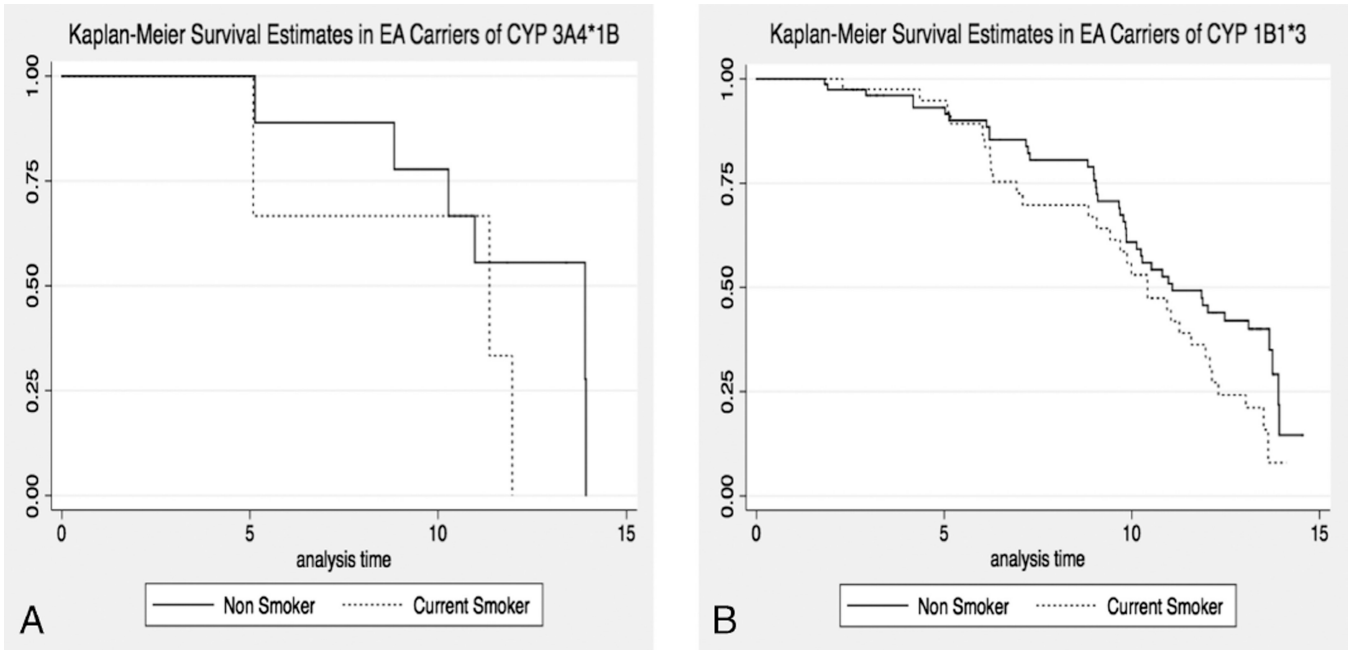 Kaplan-Meier Survival Estimates in EA Carriers of CYP 3A4*1B
1.00
0.75
0.50
0.25
0.00
0 5 10 15
analysis time
Non Smoker Current Smoker
A
Kaplan-Meier Survival Estimates in EA Carriers of CYP 1B1*3
1.00
0.75
0.50
0.25
0.00
0 5 10 15
analysis time
Non Smoker Current Smoker
B